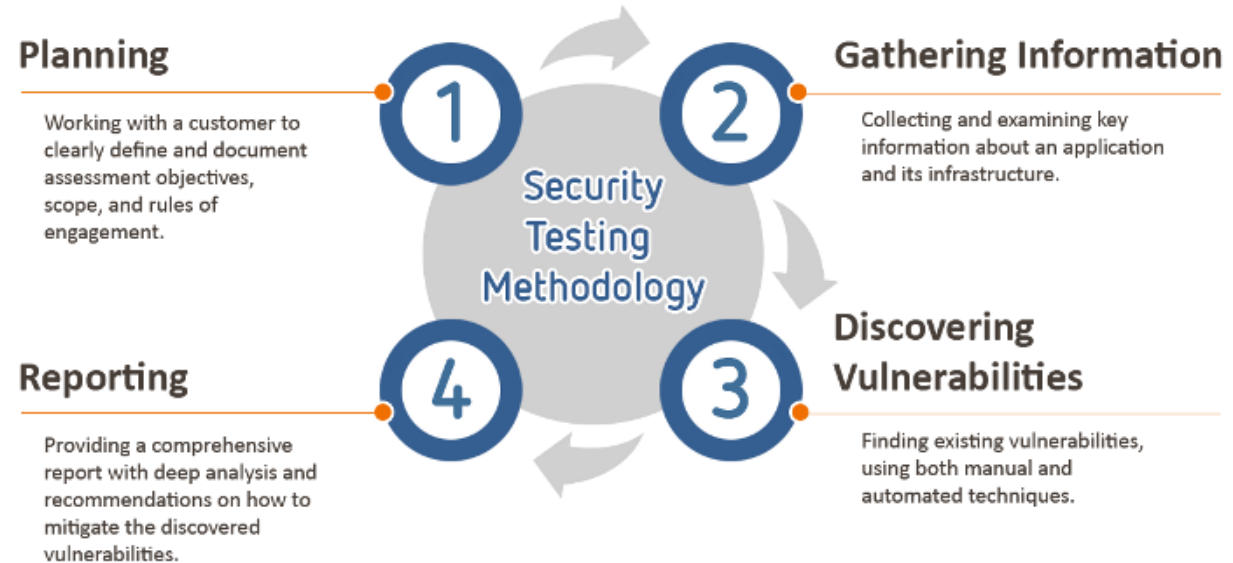 Planning
Working with a customer to
clearly define and document
assessment objectives,
scope, and rules of
engagement.
1
2
Gathering Information
Collecting and examining key
information about an application
and its infrastructure.
Security
Testing
Methodology
Discovering
Vulnerabilities
3
Finding existing vulnerabilities,
using both manual and
automated techniques.
Reporting
4
Providing a comprehensive
report with deep analysis and
recommendations on how to
mitigate the discovered
vulnerabilities.